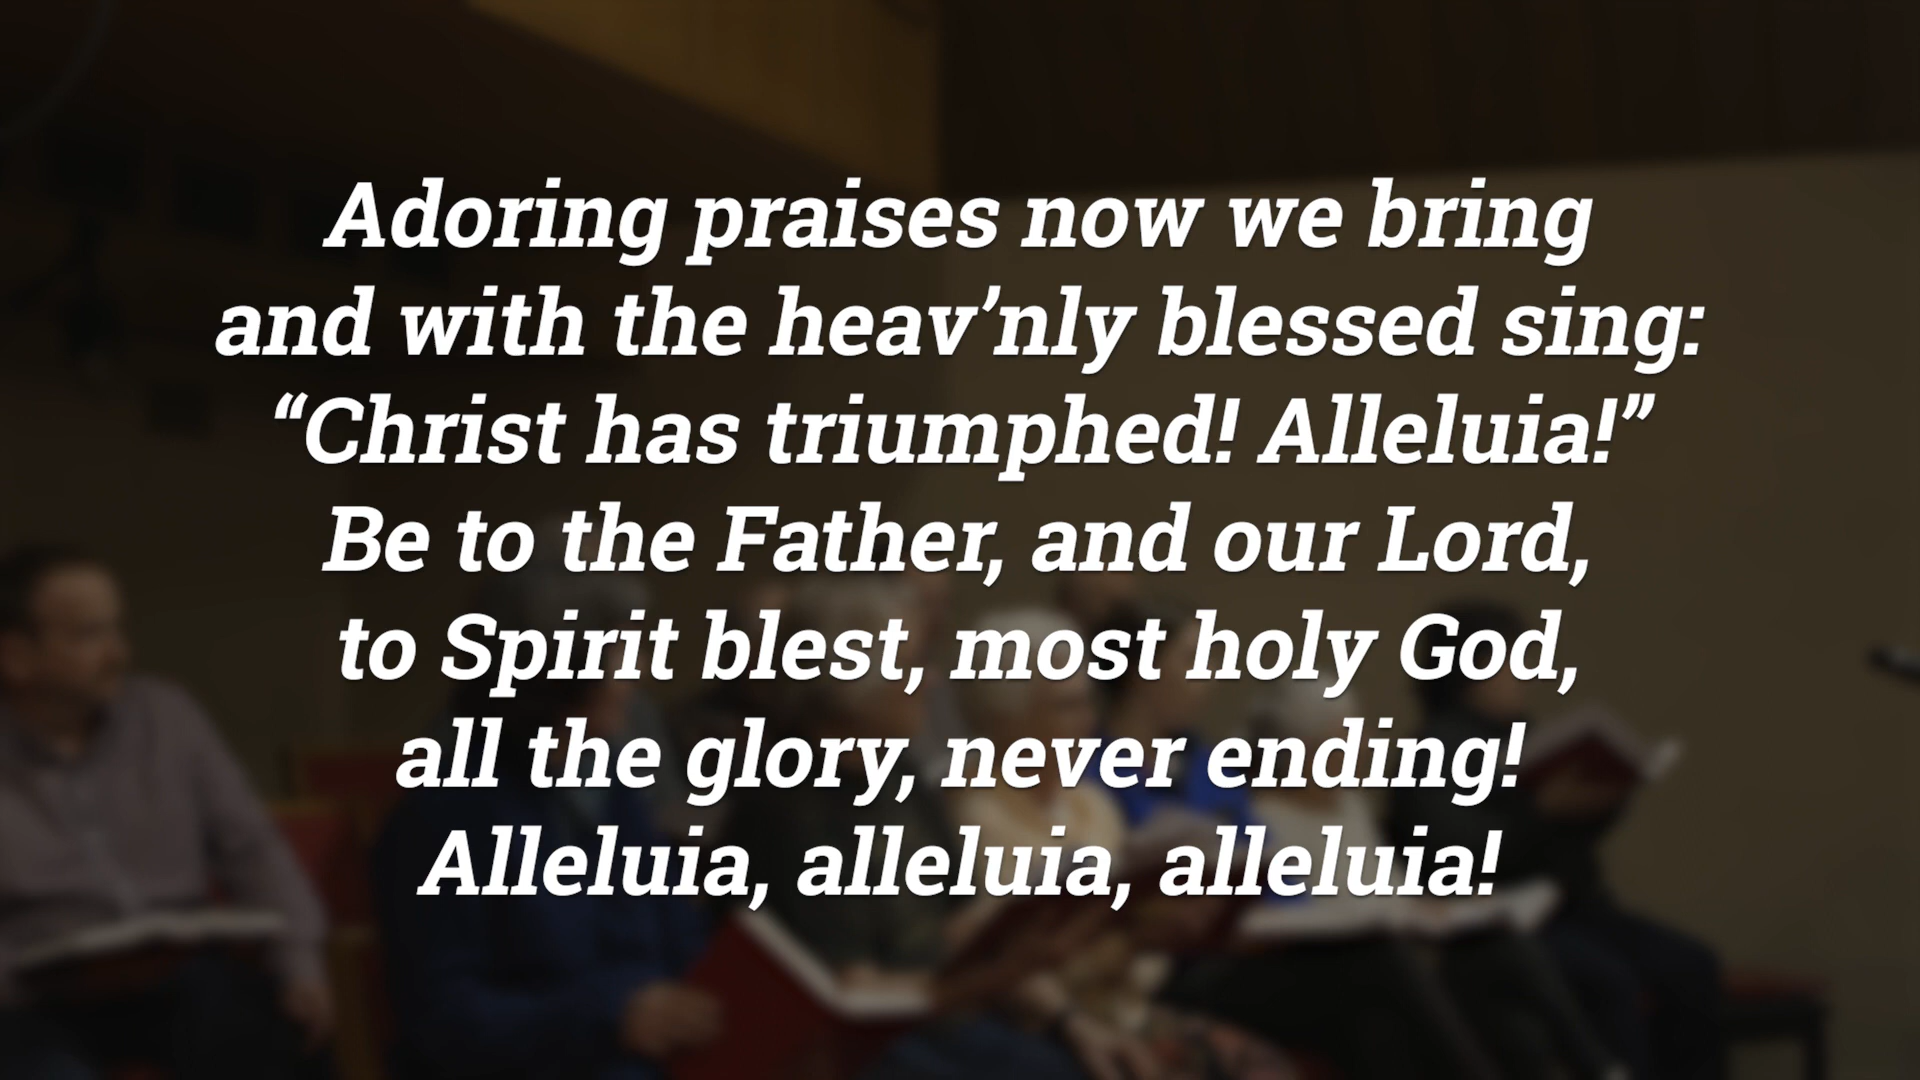 Adoring praises now we bring
and with the heav’nly blessed sing:
“Christ has triumphed! Alleluia!”
Be to the Father, and our Lord,
to Spirit blest, most holy God,
all the glory, never ending!
Alleluia, alleluia, alleluia!